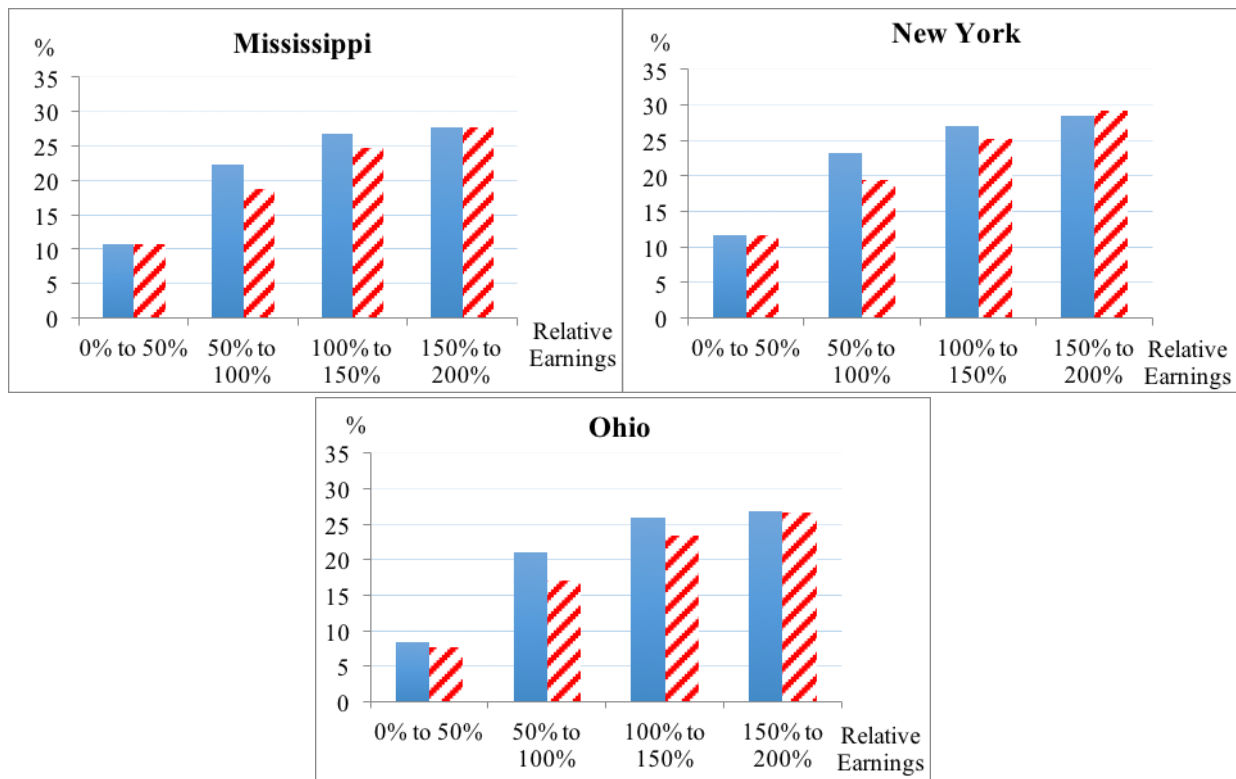 Mississippi
%
35
30
25
20
15
10
5
0
0% to 50%
50% to
100%
100% to
150%
150% to
200%
Relative
Earnings
New York
%
35
30
25
20
15
10
5
0
0% to 50%
50% to
100%
100% to
150%
150% to
200%
Relative
Earnings
Ohio
%
35
30
25
20
15
10
5
0
0% to 50%
50% to
100%
100% to
150%
150% to
200%
Relative
Earnings